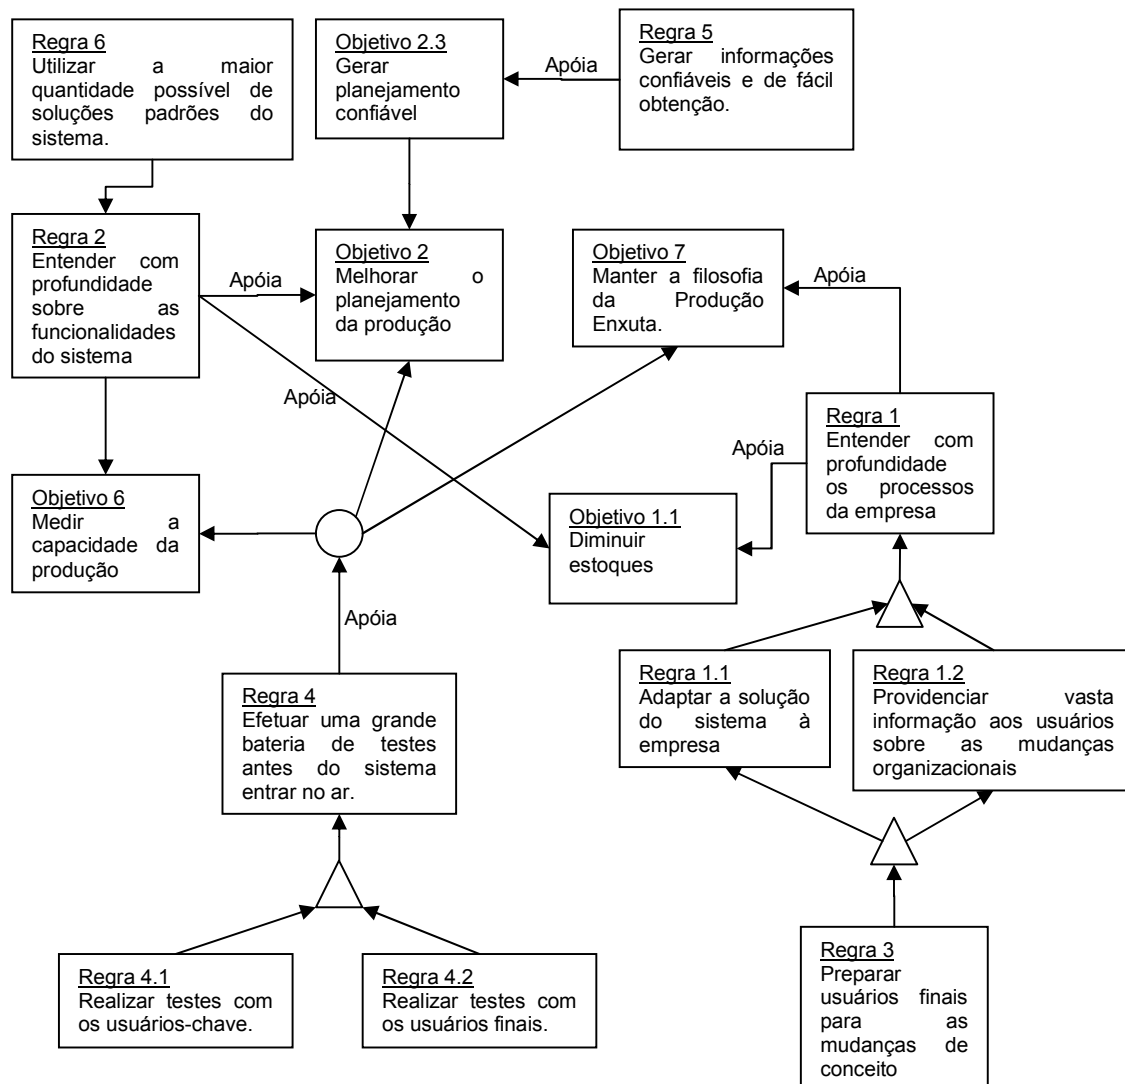 Regra 6
Utilizar a maior
quantidade possível de
soluções padrões do
sistema.
Objetivo 2.3
Gerar
planejamento
confiável
Apóia
Regra 5
Gerar informações
confiáveis e de fácil
obtenção.
Regra 2
Entender com
profundidade
sobre as
funcionalidades
do sistema
Apóia
Objetivo 2
Melhorar o
planejamento
da produção
Objetivo 7
Manter a filosofia
da Produção
Enxuta.
Apóia
Apóia
Regra 1
Entender com
profundidade
os processos
da empresa
Apóia
Objetivo 6
Medir a
capacidade da
produção
Objetivo 1.1
Diminuir
estoques
Apóia
Regra 4
Efetuar uma grande
bateria de testes
antes do sistema
entrar no ar.
Regra 1.1
Adaptar a solução
do sistema à
empresa
Regra 1.2
Providenciar vasta
informação aos usuários
sobre as mudanças
organizacionais
Regra 4.1
Realizar testes com
os usuários-chave.
Regra 4.2
Realizar testes com
os usuários finais.
Regra 3
Preparar
usuários finais
para as
mudanças de
conceito